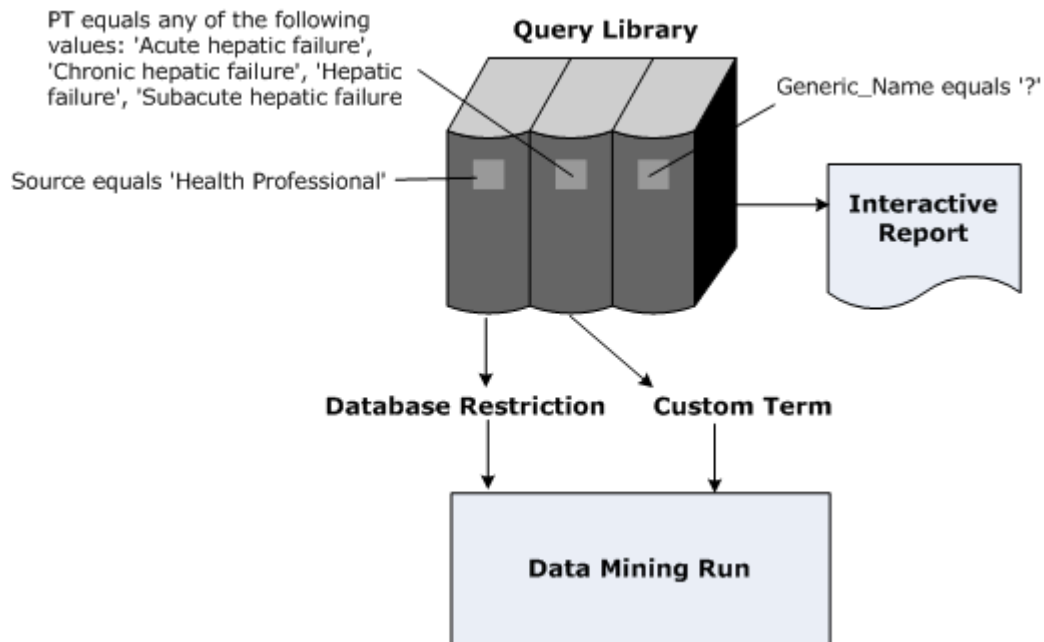 PT equals any of the following
values: 'Acute hepatic failure',
'Chronic hepatic failure', 'Hepatic
failure', 'Subacute hepatic failure
Query Library
Generic_Name equals '?'
Source equals 'Health Professional'
Interactive
Report
Database Restriction
Custom Term
Data Mining Run